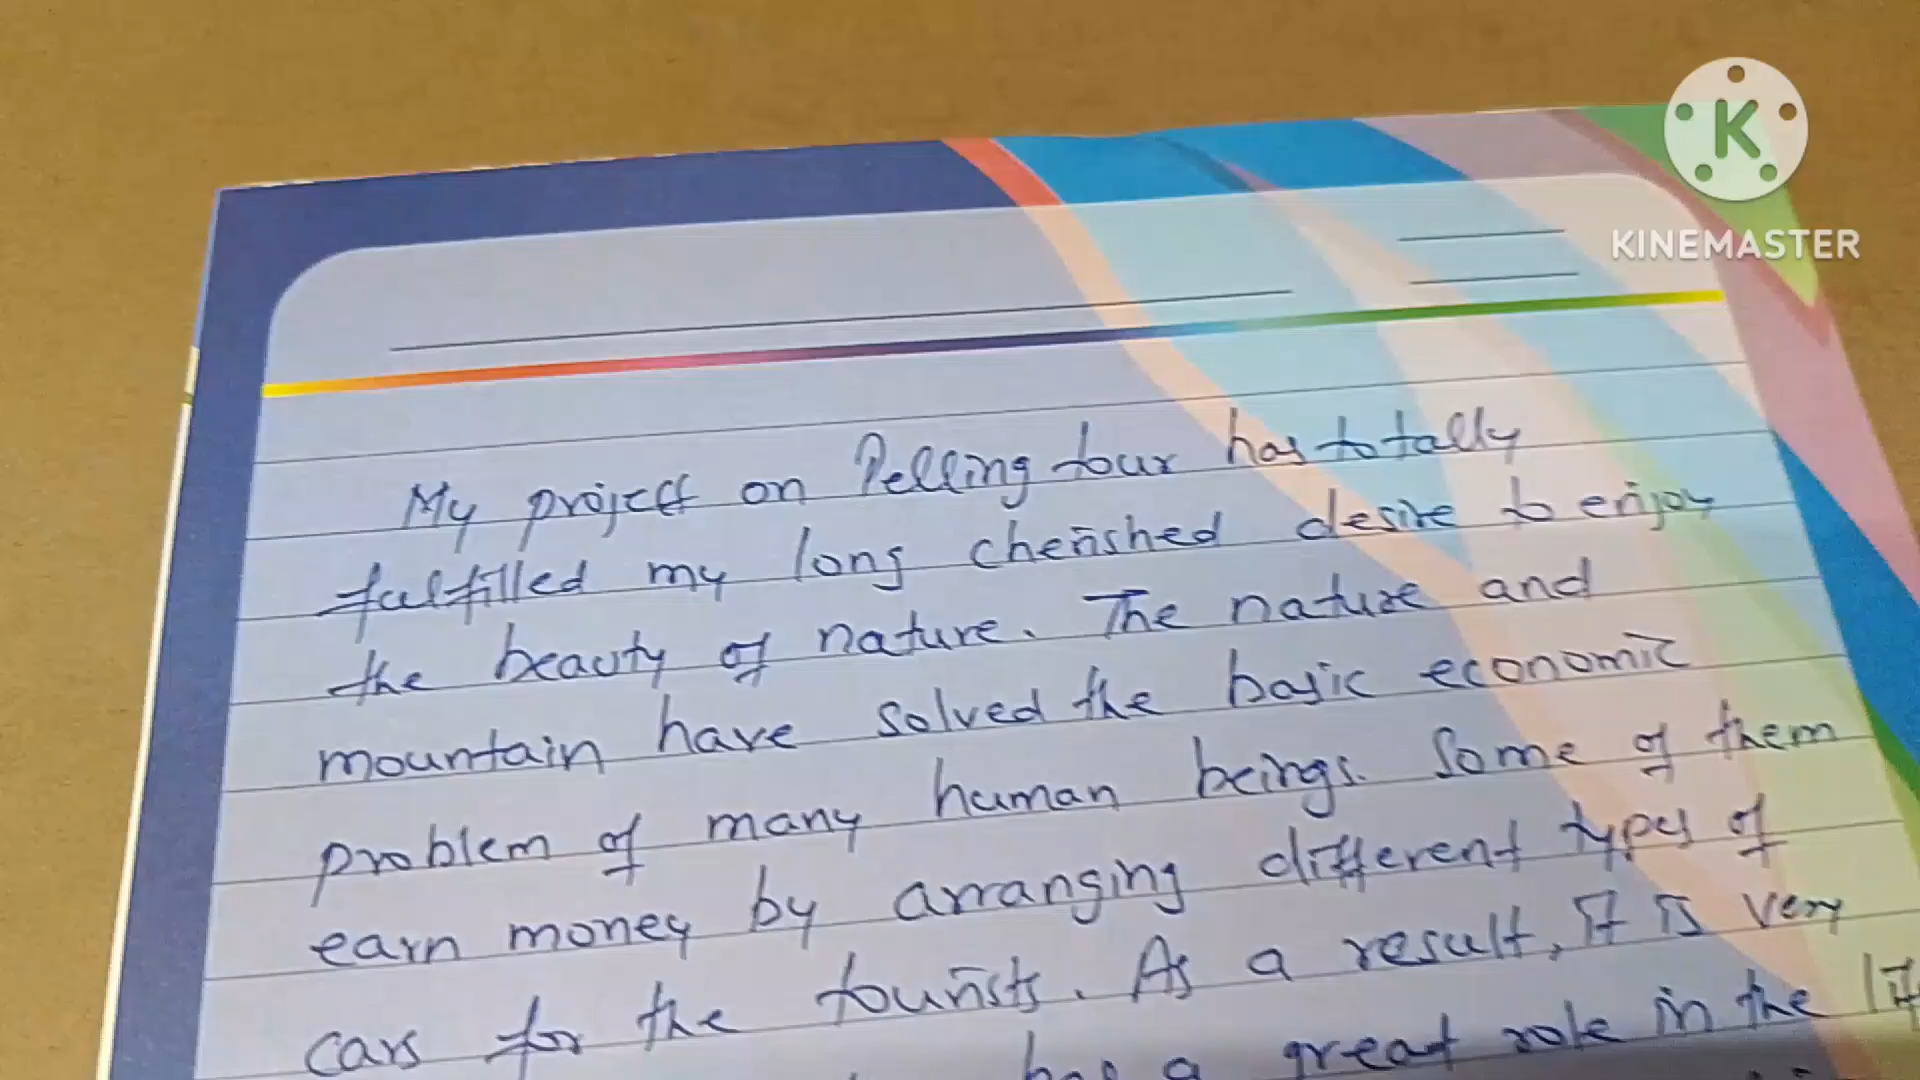 K
KINEMASTER
My project on Pelling tour has totally
fulfilled my long cherished desire to enjoy
the beauty of nature. The nature and
mountain have solved the basic economic
problem of many human beings. Some of them
earn money by arranging different types of
cars for the tourists. As a result, It is very
has a great role in the